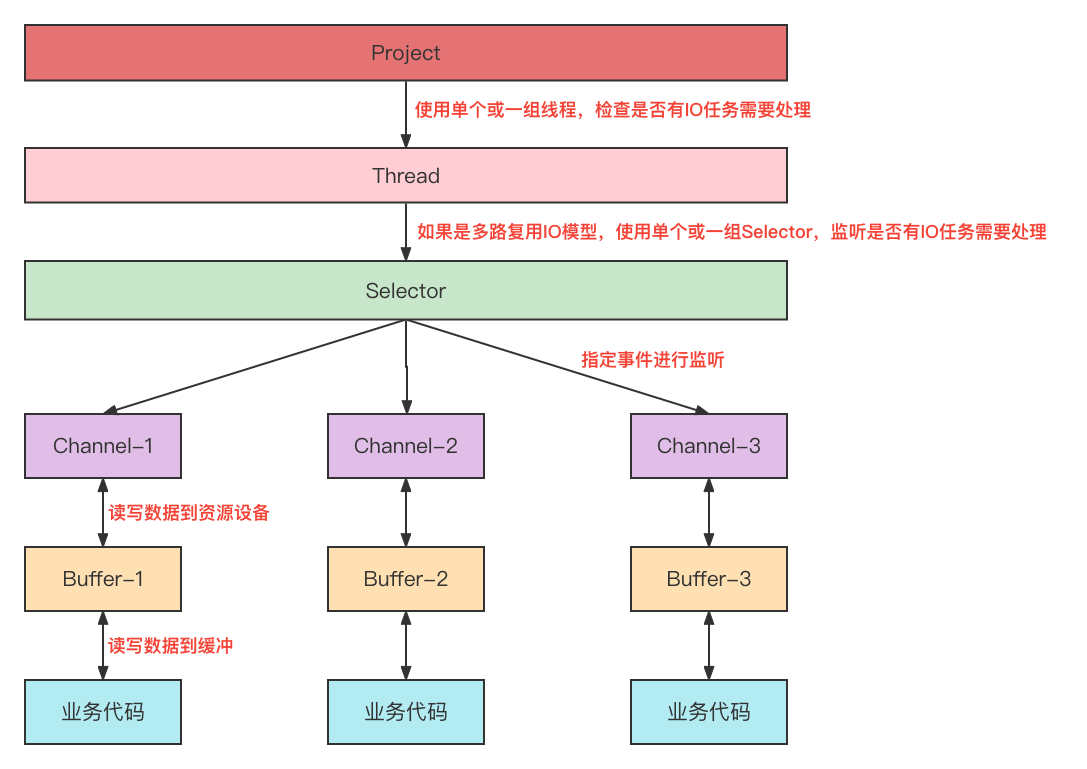 Project
使用单个或一组线程，检查是否有IO任务需要处理
Thread
如果是多路复用IO模型，使用单个或一组Selector，监听是否有IO任务需要处理
Selector
指定事件进行监听
Channel-1
Channel-2
Channel-3
读写数据到资源设备
Buffer-1
Buffer-2
Buffer-3
读写数据到缓冲
业务代码
业务代码
业务代码